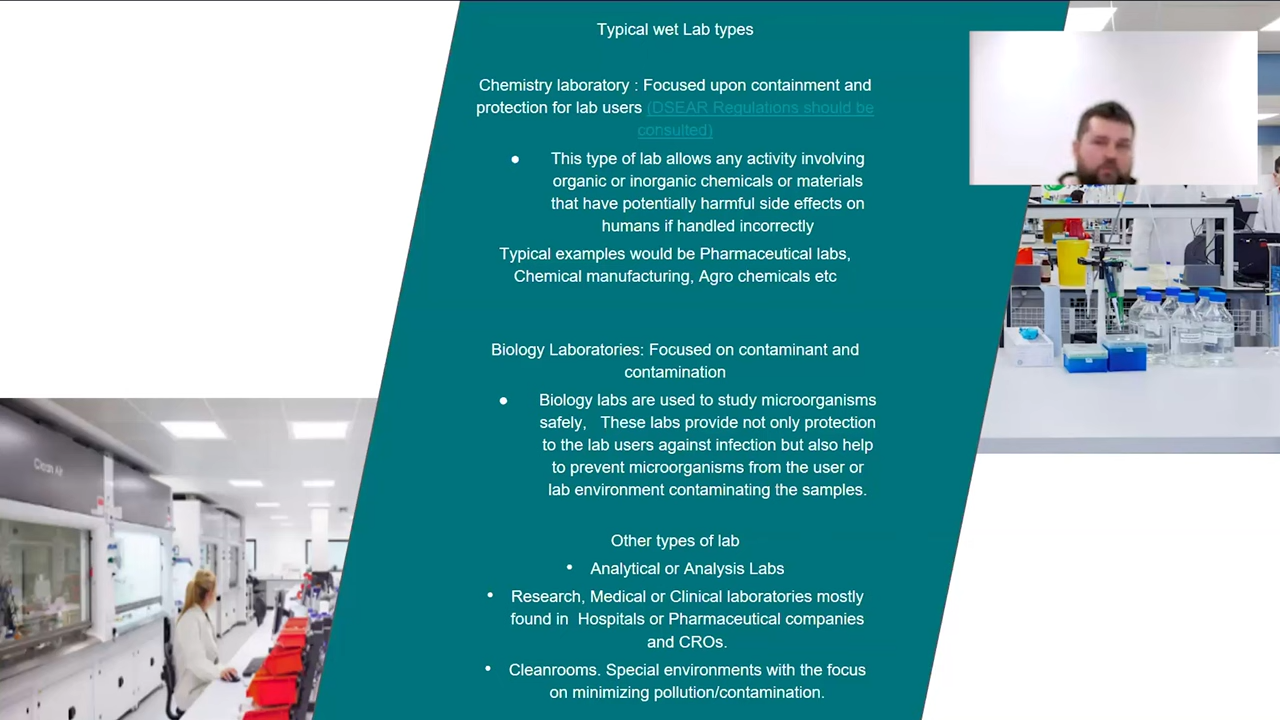 Typical wet Lab types
Chemistry laboratory : Focused upon containment and
protection for lab users (DSEAR Regulations should be
consulted)
● This type of lab allows any activity involving
organic or inorganic chemicals or materials
that have potentially harmful side effects on
humans if handled incorrectly
Typical examples would be Pharmaceutical labs,
Chemical manufacturing, Agro chemicals etc
Biology Laboratories: Focused on contaminant and
contamination
● Biology labs are used to study microorganisms
safely, These labs provide not only protection
to the lab users against infection but also help
to prevent microorganisms from the user or
lab environment contaminating the samples.
Other types of lab
• Analytical or Analysis Labs
• Research, Medical or Clinical laboratories mostly
found in Hospitals or Pharmaceutical companies
and CROs.
• Cleanrooms. Special environments with the focus
on minimizing pollution/contamination.
Clean Air